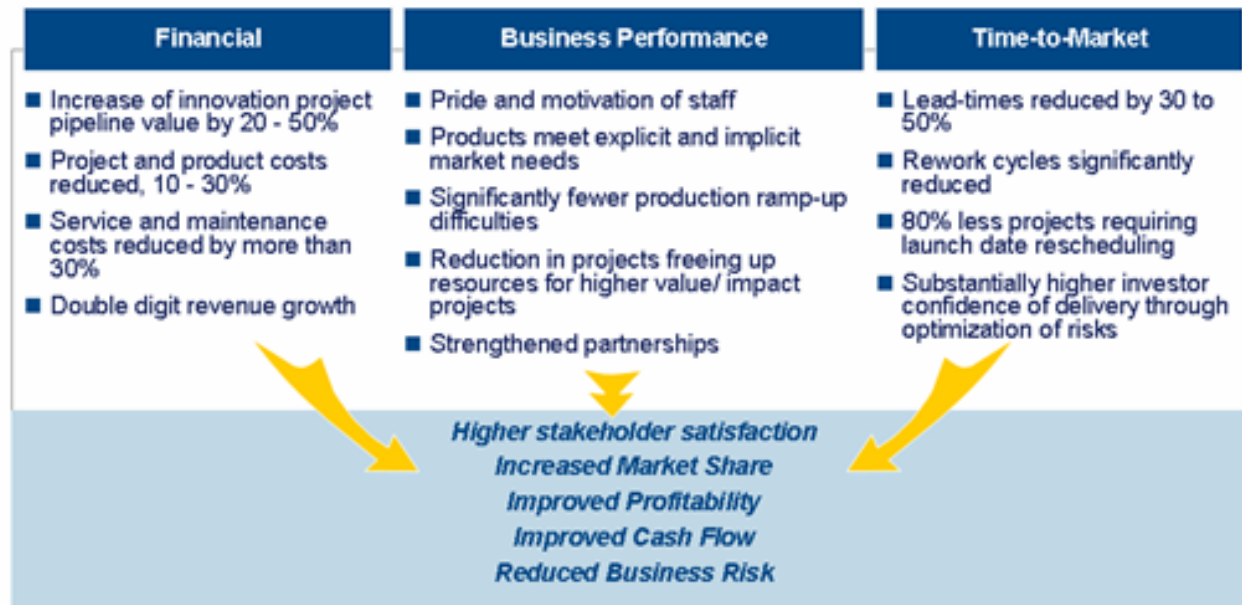 Financial
Increase of innovation project
pipeline value by 20 - 50%
Project and product costs
reduced, 10 - 30%
Service and maintenance
costs reduced by more than
30%
Double digit revenue growth
Business Performance
Pride and motivation of staff
Products meet explicit and implicit
market needs
Significantly fewer production ramp-up
difficulties
Reduction in projects freeing up
resources for higher value/ impact
projects
Strengthened partnerships
Time-to-Market
Lead-times reduced by 30 to
50%
Rework cycles significantly
reduced
80% less projects requiring
launch date rescheduling
Substantially higher investor
confidence of delivery through
optimization of risks
Higher stakeholder satisfaction
Increased Market Share
Improved Profitability
Improved Cash Flow
Reduced Business Risk